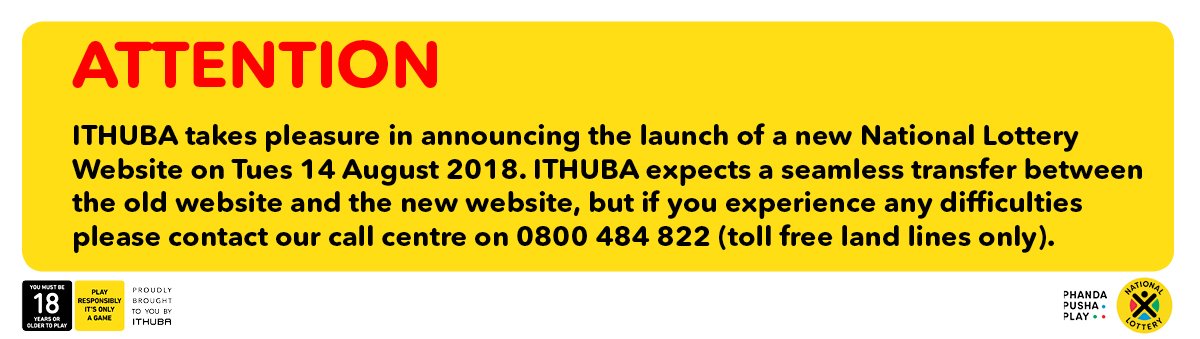 ATTENTION
ITHUBA takes pleasure in announcing the launch of a new National Lottery
Website on Tues 14 August 2018. ITHUBA expects a seamless transfer between
the old website and the new website, but if you experience any difficulties
please contact our call centre on 0800 484 822 (toll free land lines only).
YOU MUST BE
18
YEARS OR
OLDER TO PLAY
PLAY
RESPONSIBLY
IT'S ONLY
A GAME
PROUDLY
BROUGHT
TO YOU BY
ITHUBA
PHANDA
PUSHA
PLAY
NATIONAL
LOTTERY